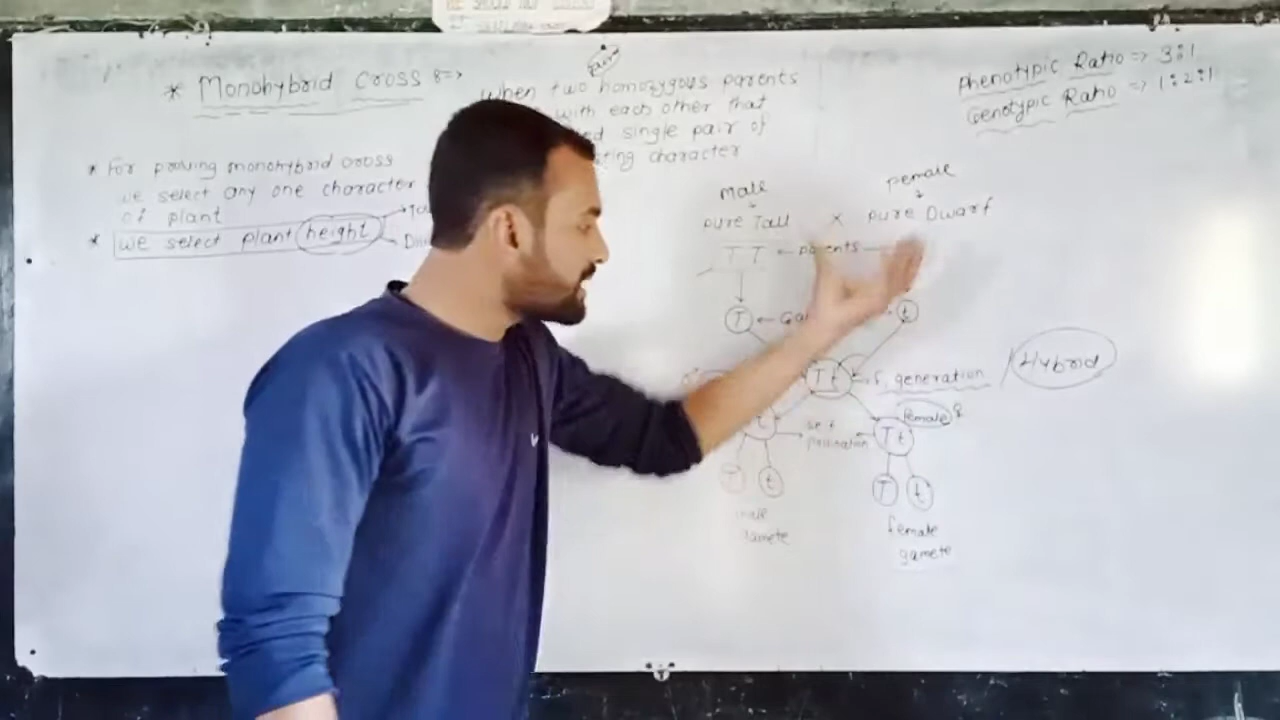 * Monohybrid Cross :=>
pure
when two homozygous parents
with each other that
single pair of
character
Phenotypic Ratio => 3:1
Genotypic Ratio => 1:2:1
* For proving monohybrid cross
we select any one character
of plant
* we select plant height
male
female
pure Tall × pure Dwarf
T T ← parents
T
t
Tt ← F1 generation / Hybrid
female
t
pollination
Tt
T t
T t
male
gamete
female
gamete